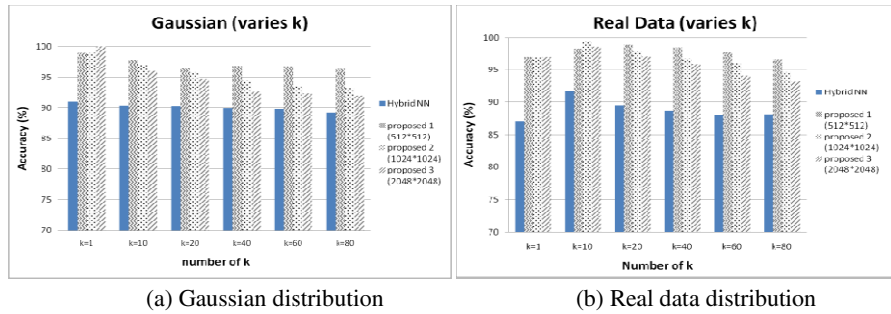 Gaussian (varies k)
100
95
90
85
80
75
70
Accuracy (%)
k=1 k=10 k=20 k=40 k=60 k=80
number of k
Hybrid NN
proposed 1
(512*512)
proposed 2
(1024*1024)
proposed 3
(2048*2048)
(a) Gaussian distribution
Real Data (varies k)
100
95
90
85
80
75
70
Accuracy (%)
k=1 k=10 k=20 k=40 k=60 k=80
Number of k
Hybrid NN
proposed 1
(512*512)
proposed 2
(1024*1024)
proposed 3
(2048*2048)
(b) Real data distribution